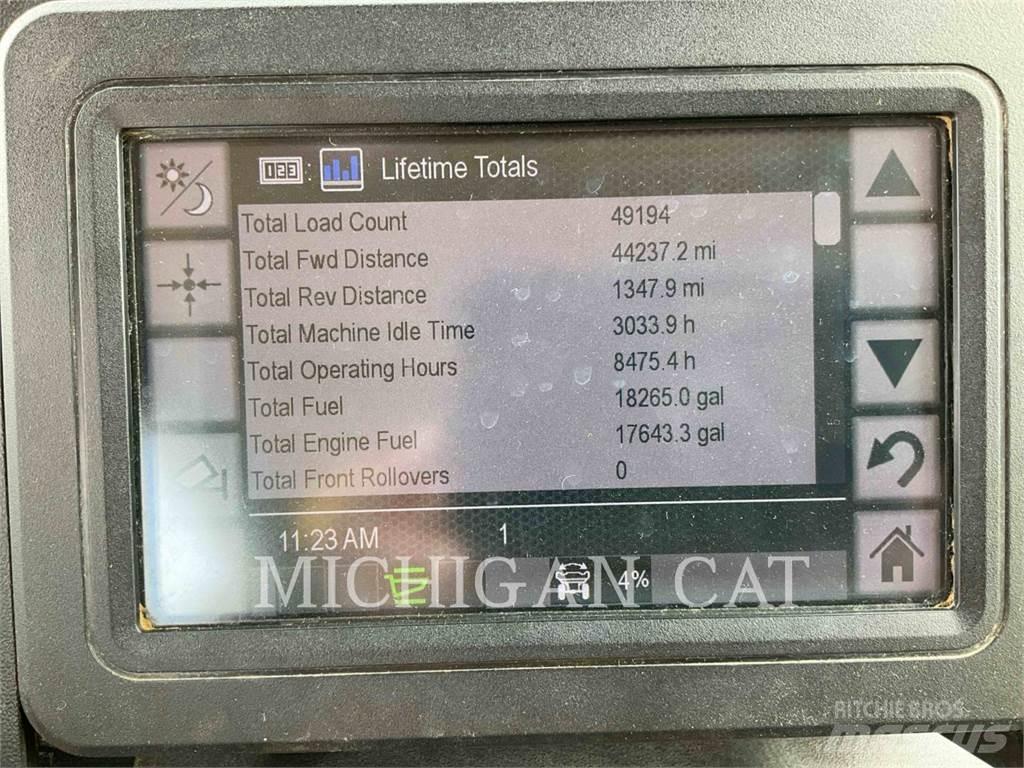 123 : Lifetime Totals
Total Load Count 49194
Total Fwd Distance 44237.2 mi
Total Rev Distance 1347.9 mi
Total Machine Idle Time 3033.9 h
Total Operating Hours 8475.4 h
Total Fuel 18265.0 gal
Total Engine Fuel 17643.3 gal
Total Front Rollovers 0
11:23 AM 1
4%
MICHIGAN CAT
RITCHIE BROS
mascus